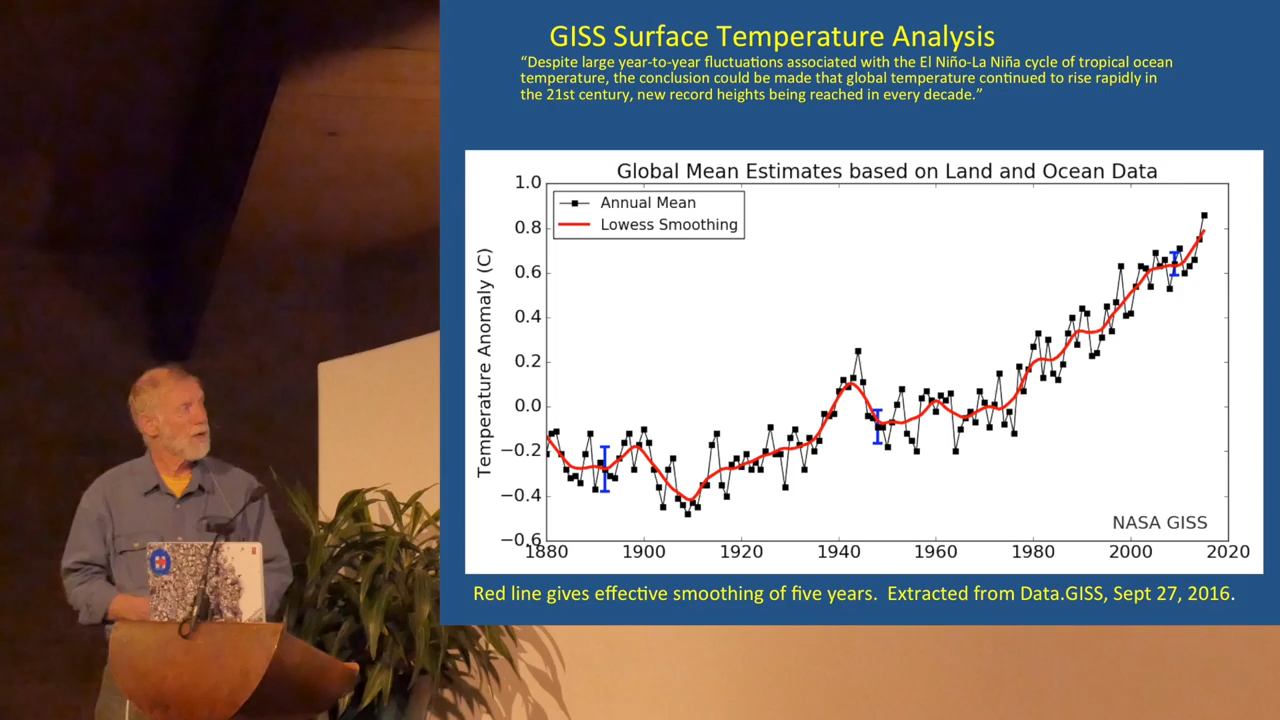 GISS Surface Temperature Analysis
“Despite large year-to-year fluctuations associated with the El Niño-La Niña cycle of tropical ocean
temperature, the conclusion could be made that global temperature continued to rise rapidly in
the 21st century, new record heights being reached in every decade.”
Global Mean Estimates based on Land and Ocean Data
1.0
Annual Mean
Lowess Smoothing
0.8
0.6
0.4
0.2
0.0
−0.2
−0.4
−0.6
Temperature Anomaly (C)
NASA GISS
1880 1900 1920 1940 1960 1980 2000 2020
Red line gives effective smoothing of five years. Extracted from Data.GISS, Sept 27, 2016.